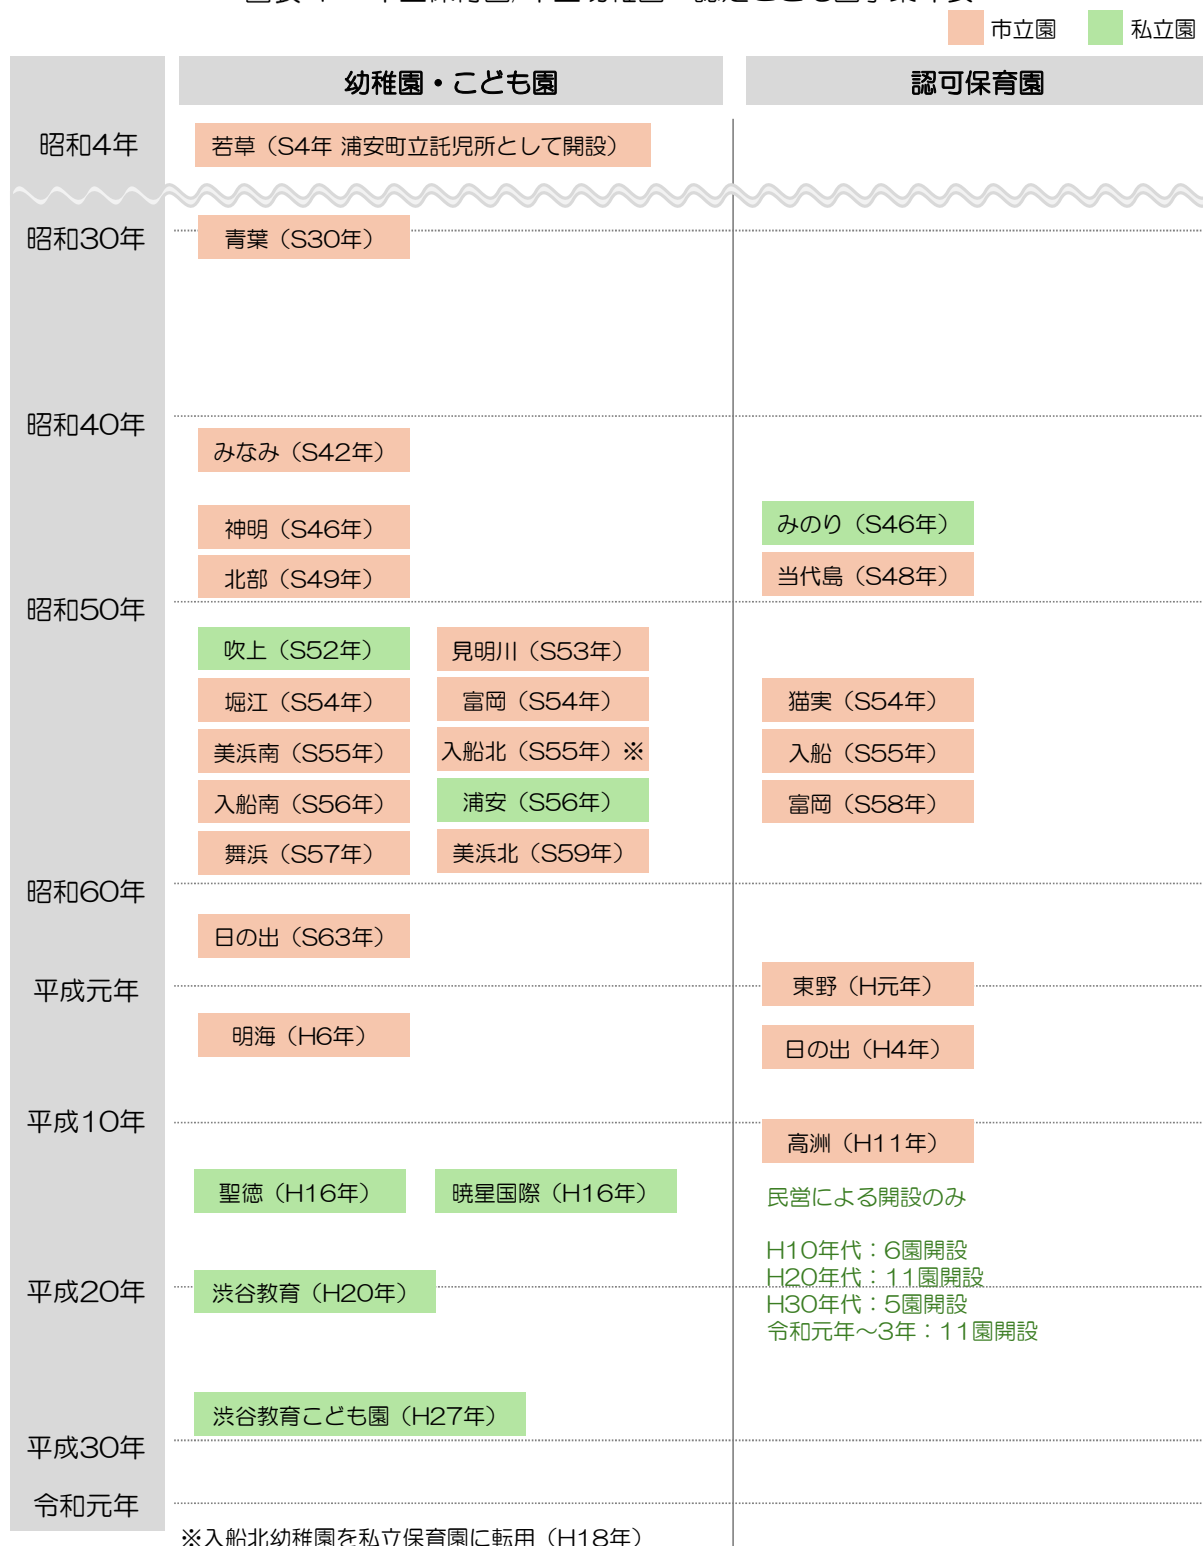 市立園 私立園
幼稚園・こども園 認可保育園
昭和4年 若草（S4年 浦安町立託児所として開設）
昭和30年 青葉（S30年）
昭和40年
みなみ（S42年）
神明（S46年） みのり（S46年）
北部（S49年） 当代島（S48年）
昭和50年
吹上（S52年） 見明川（S53年）
堀江（S54年） 富岡（S54年） 猫実（S54年）
美浜南（S55年） 入船北（S55年）※ 入船（S55年）
入船南（S56年） 浦安（S56年） 富岡（S58年）
舞浜（S57年） 美浜北（S59年）
昭和60年
日の出（S63年）
平成元年 東野（H元年）
明海（H6年） 日の出（H4年）
平成10年
高洲（H11年）
聖徳（H16年） 暁星国際（H16年） 民営による開設のみ
H10年代：6園開設
H20年代：11園開設
平成20年 渋谷教育（H20年）
H30年代：5園開設
令和元年～3年：11園開設
渋谷教育こども園（H27年）
平成30年
令和元年
※入船北幼稚園を私立保育園に転用（H18年）